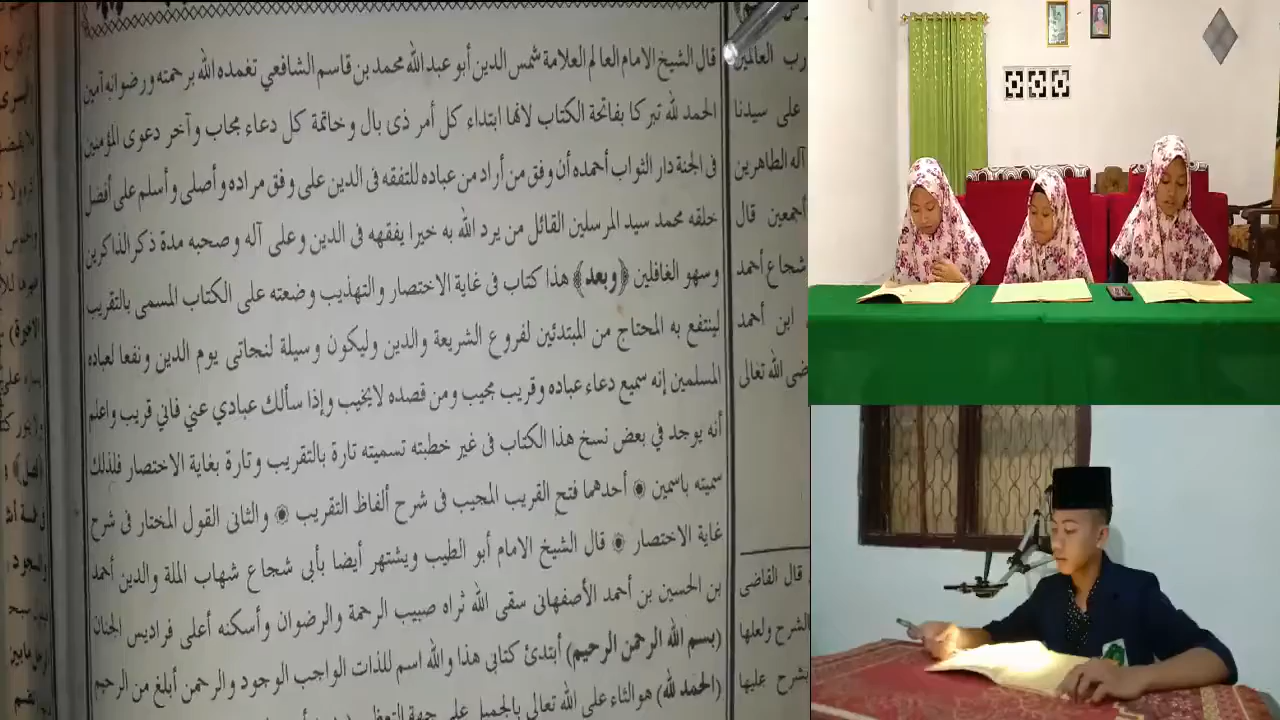 قال الشيخ الامام العالم العلامة شمس الدين أبو عبدالله محمد بن قاسم الشافعي تغمده الله برحمته ورضوانه آمين
الحمد لله تبركا بفاتحة الكتاب لانها ابتداء كل أمر ذى بال وخاتمة كل دعاء مجاب وآخر دعوى المؤمنين
فى الجنة دار الثواب أحمده أن وفق من أراد من عباده للتفقه فى الدين على وفق مراده وأصلى وأسلم على أفضل
خلقه محمد سيد المرسلين القائل من يرد الله به خيرا يفقهه فى الدين وعلى آله وصحبه مدة ذكر الذاكرين
وسهو الغافلين ﴿وبعد﴾ هذا كتاب فى غاية الاختصار والتهذيب وضعته على الكتاب المسمى بالتقريب
لينتفع به المحتاج من المبتدئين لفروع الشريعة والدين وليكون وسيلة لنجاتى يوم الدين ونفعا لعباده
المسلمين إنه سميع دعاء عباده وقريب مجيب ومن قصده لايخيب وإذا سألك عبادي عني فاني قريب واعلم
أنه يوجد في بعض نسخ هذا الكتاب فى غير خطبته تسميته تارة بالتقريب وتارة بغاية الاختصار فلذلك
سميته باسمين ◉ أحدهما فتح القريب المجيب فى شرح ألفاظ التقريب ◉ والثانى القول المختار فى شرح
غاية الاختصار ◉ قال الشيخ الامام أبو الطيب ويشتهر أيضا بأبى شجاع شهاب الملة والدين أحمد
بن الحسين بن أحمد الأصفهانى سقى الله ثراه صبيب الرحمة والرضوان وأسكنه أعلى فراديس الجنان
(بسم الله الرحمن الرحيم) أبتدئ كتابى هذا والله اسم للذات الواجب الوجود والرحمن أبلغ من الرحيم
(الحمد لله) هو الثناء على الله تعالى بالجميل على جهة التعظيم
رب العالمين
على سيدنا
آله الطاهرين
أجمعين قال
شجاع أحمد
ابن أحمد
ضى الله تعالى
قال القاضى
الشرح ولعلها
يشرح عليها